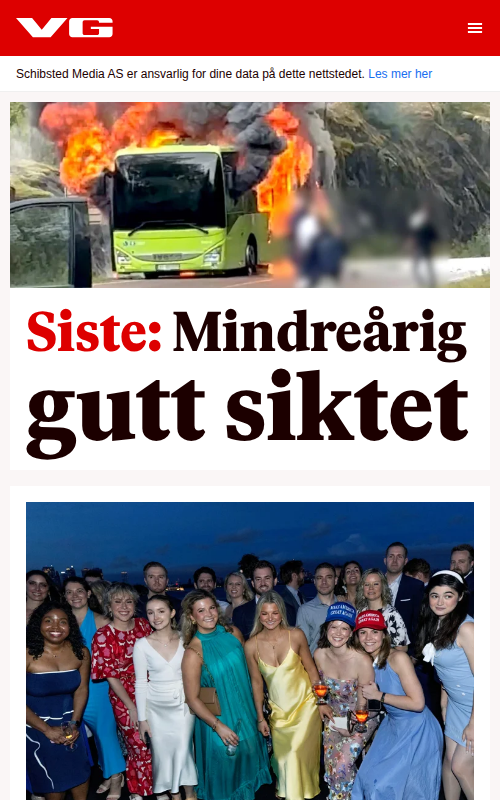 VG
Schibsted Media AS er ansvarlig for dine data på dette nettstedet. Les mer her
Siste: Mindreårig
gutt siktet